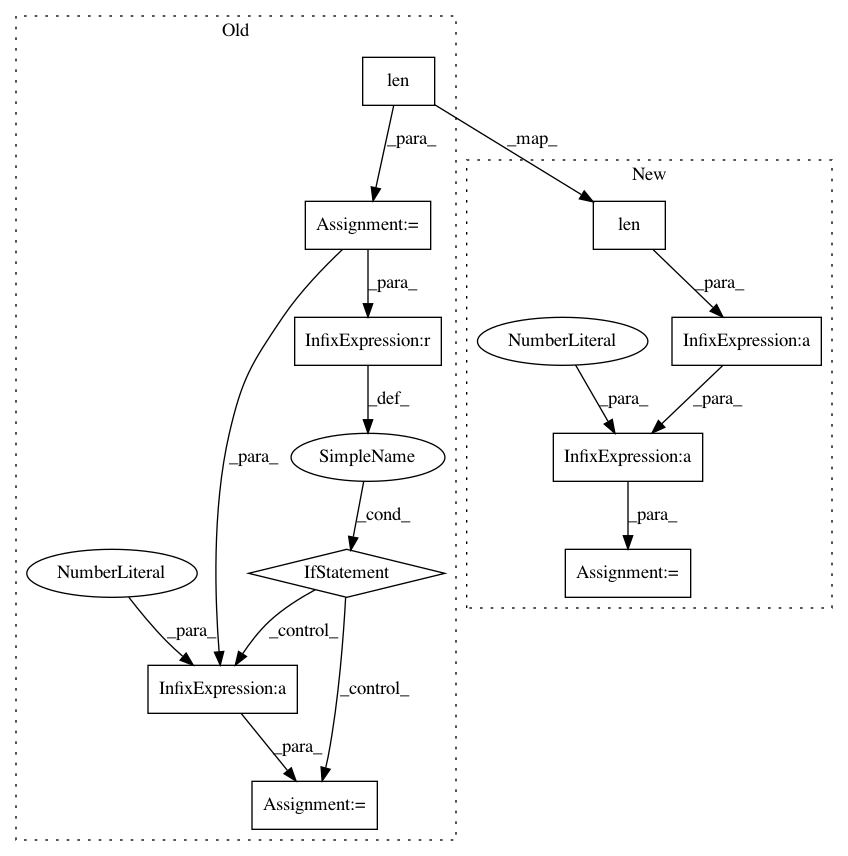 Old
len
_para_
_map_
New
Assignment:=
len
_para_
_para_
InfixExpression:r
NumberLiteral
InfixExpression:a
_def_
_para_
_para_
SimpleName
_para_
InfixExpression:a
_cond_
_para_
NumberLiteral
IfStatement
Assignment:=
_para_
_control_
InfixExpression:a
_control_
_para_
Assignment:=